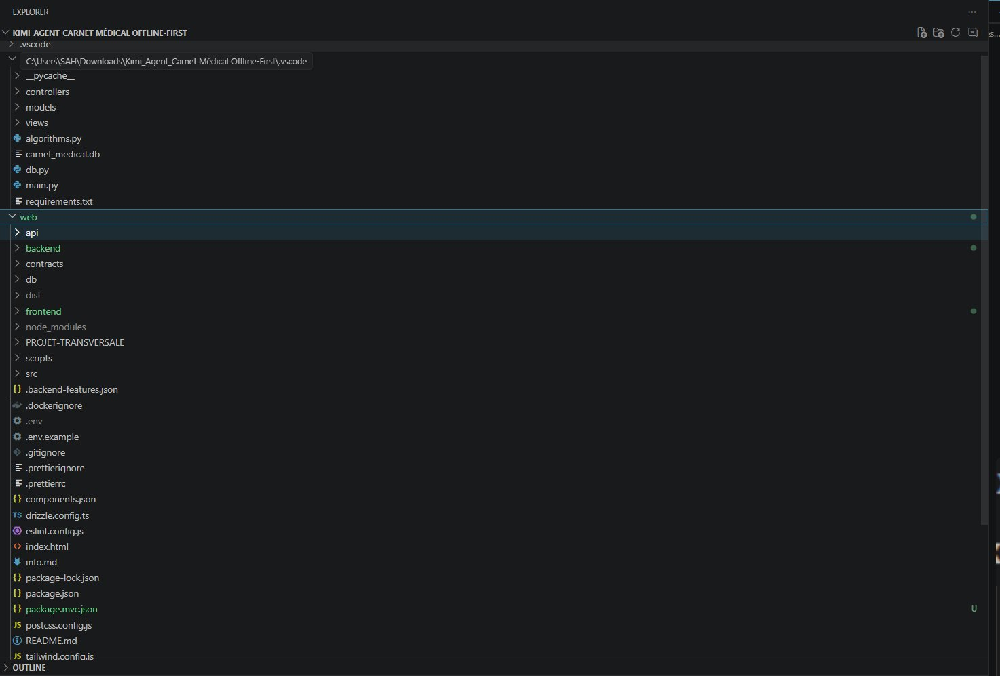 EXPLORER
KIMI_AGENT_CARNET MÉDICAL OFFLINE-FIRST
.vscode
C:\Users\SAH\Downloads\Kimi_Agent_Carnet Médical Offline-First\.vscode
__pycache__
controllers
models
views
algorithms.py
carnet_medical.db
db.py
main.py
requirements.txt
web
api
backend
contracts
db
dist
frontend
node_modules
PROJET-TRANSVERSALE
scripts
src
{} .backend-features.json
.dockerignore
.env
.env.example
.gitignore
.prettierignore
.prettierrc
{} components.json
TS drizzle.config.ts
eslint.config.js
<> index.html
info.md
{} package-lock.json
{} package.json
{} package.mvc.json U
JS postcss.config.js
README.md
JS tailwind.config.js
OUTLINE